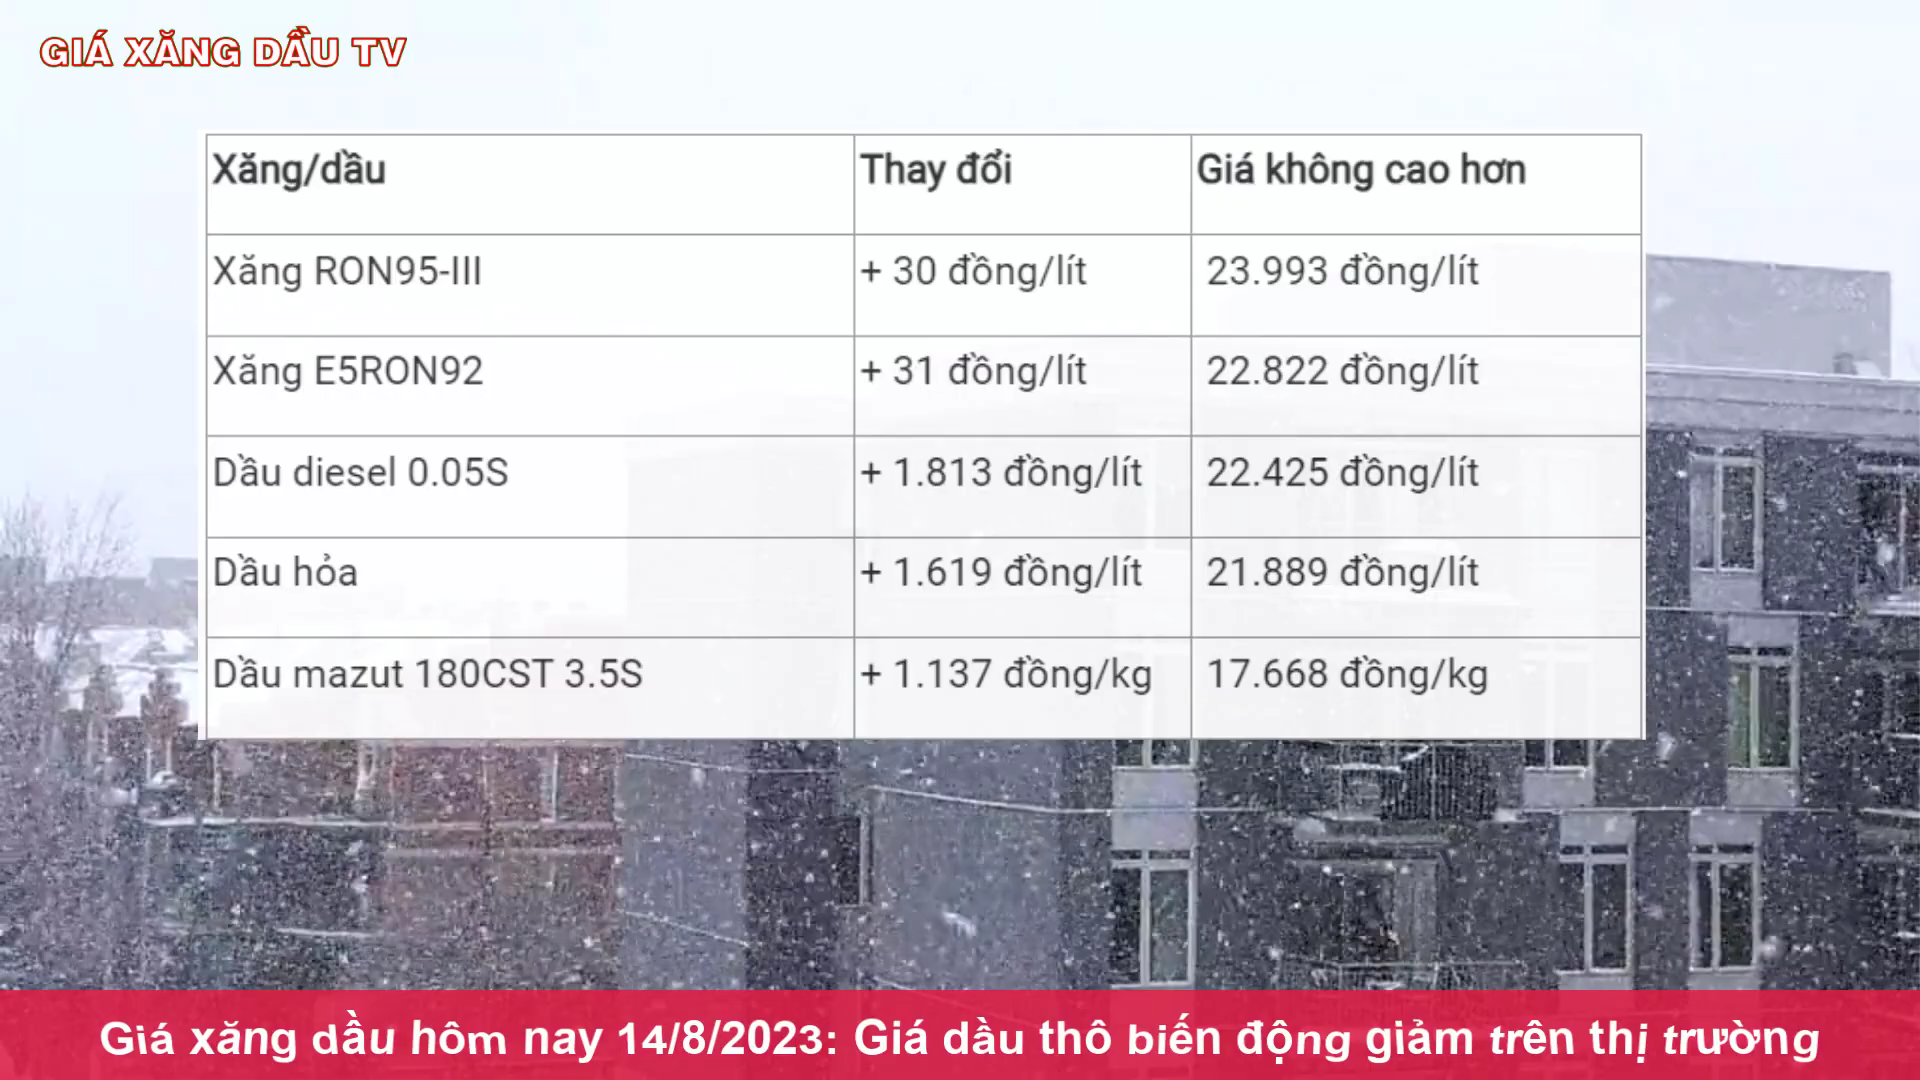 GIÁ XĂNG DẦU TV
Xăng/dầu Thay đổi Giá không cao hơn
Xăng RON95-III + 30 đồng/lít 23.993 đồng/lít
Xăng E5RON92 + 31 đồng/lít 22.822 đồng/lít
Dầu diesel 0.05S + 1.813 đồng/lít 22.425 đồng/lít
Dầu hỏa + 1.619 đồng/lít 21.889 đồng/lít
Dầu mazut 180CST 3.5S + 1.137 đồng/kg 17.668 đồng/kg
Giá xăng dầu hôm nay 14/8/2023: Giá dầu thô biến động giảm trên thị trường